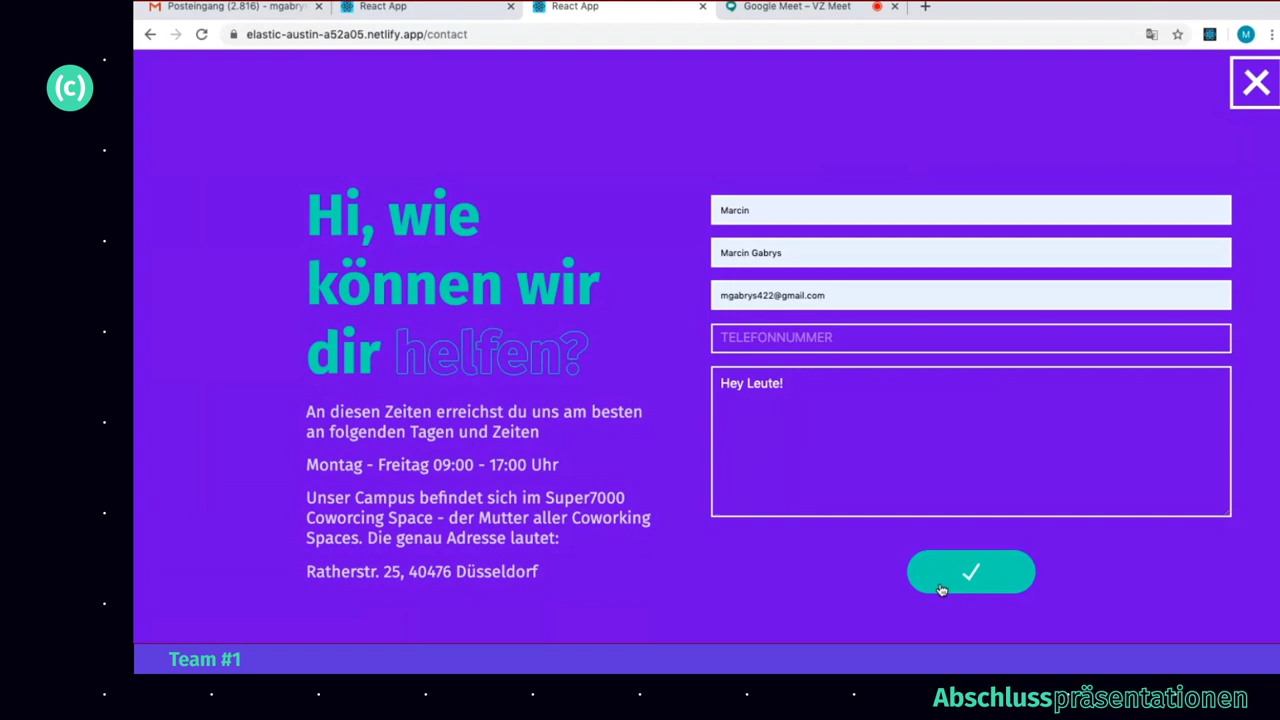 Posteingang (2.816) - mgabrys
React App
React App
Google Meet – VZ Meet
elastic-austin-a52a05.netlify.app/contact
M
(c)
Hi, wie
können wir
dir helfen?
An diesen Zeiten erreichst du uns am besten
an folgenden Tagen und Zeiten
Montag - Freitag 09:00 - 17:00 Uhr
Unser Campus befindet sich im Super7000
Coworcing Space - der Mutter aller Coworking
Spaces. Die genau Adresse lautet:
Ratherstr. 25, 40476 Düsseldorf
Marcin
Marcin Gabrys
mgabrys422@gmail.com
TELEFONNUMMER
Hey Leute!
Team #1
Abschlusspräsentationen